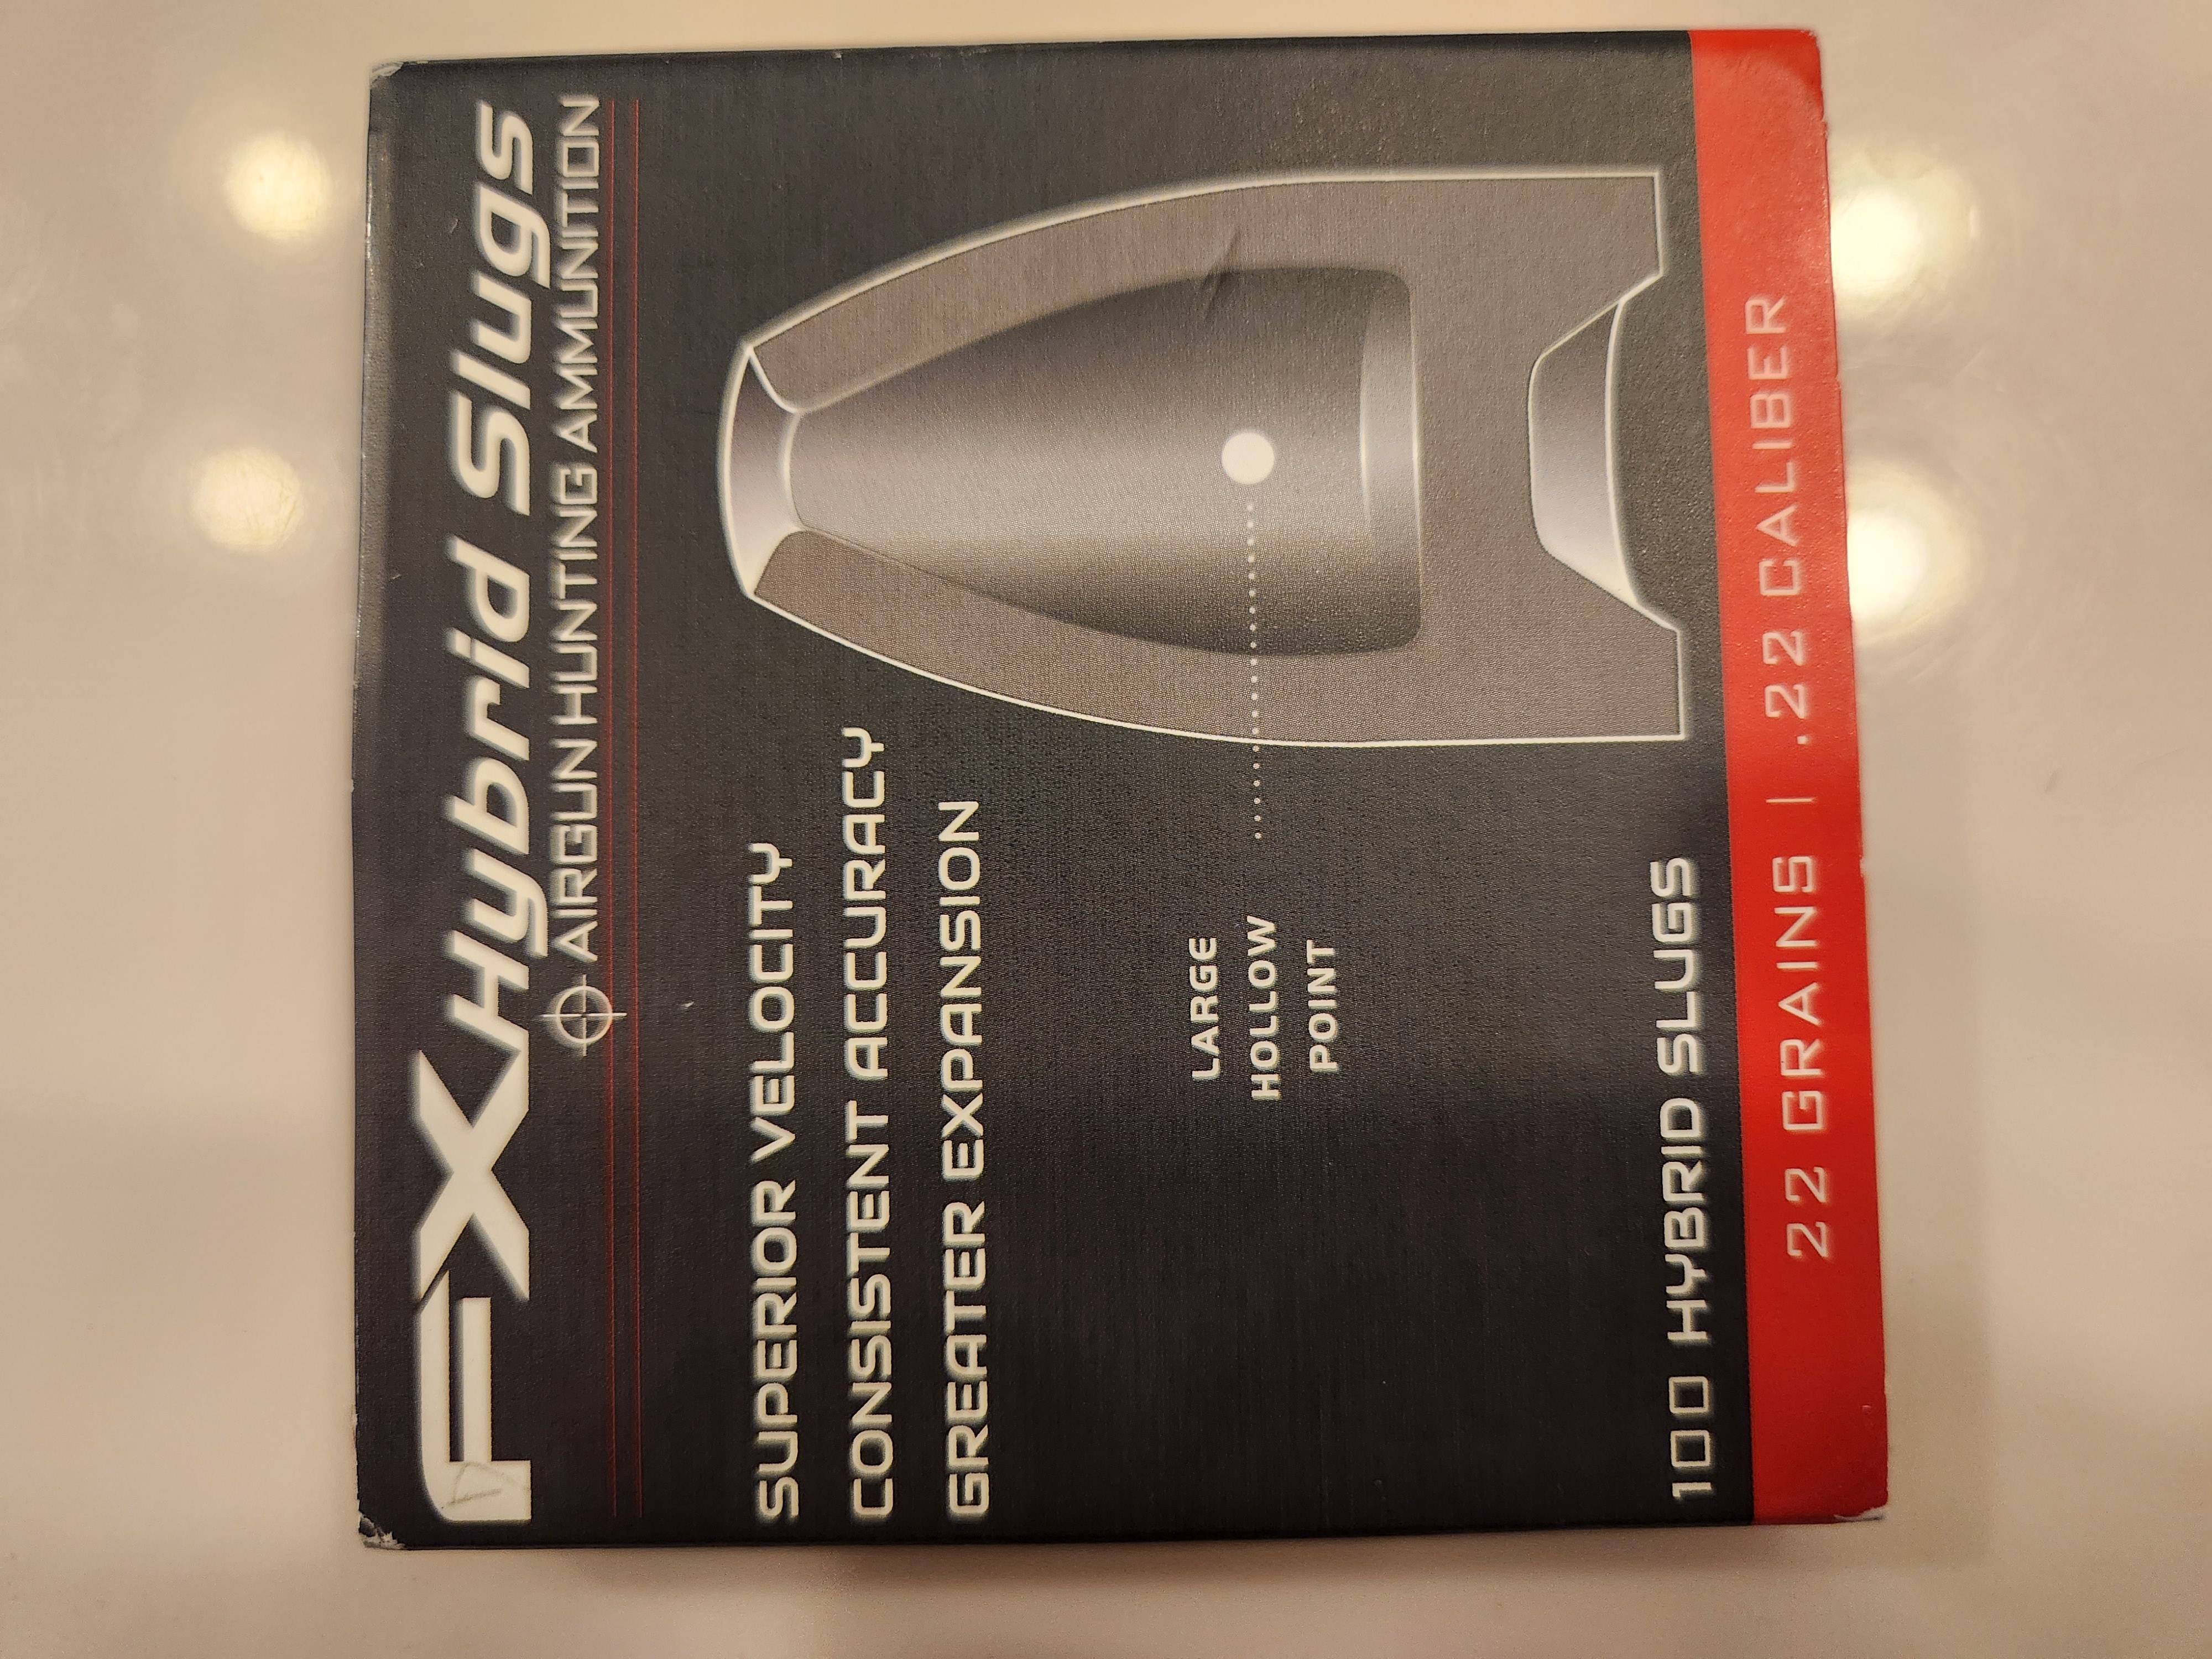 FX Hybrid Slugs
AIRGUN HUNTING AMMUNITION
SUPERIOR VELOCITY
CONSISTENT ACCURACY
GREATER EXPANSION
LARGE
HOLLOW
POINT
100 HYBRID SLUGS
22 GRAINS | .22 CALIBER